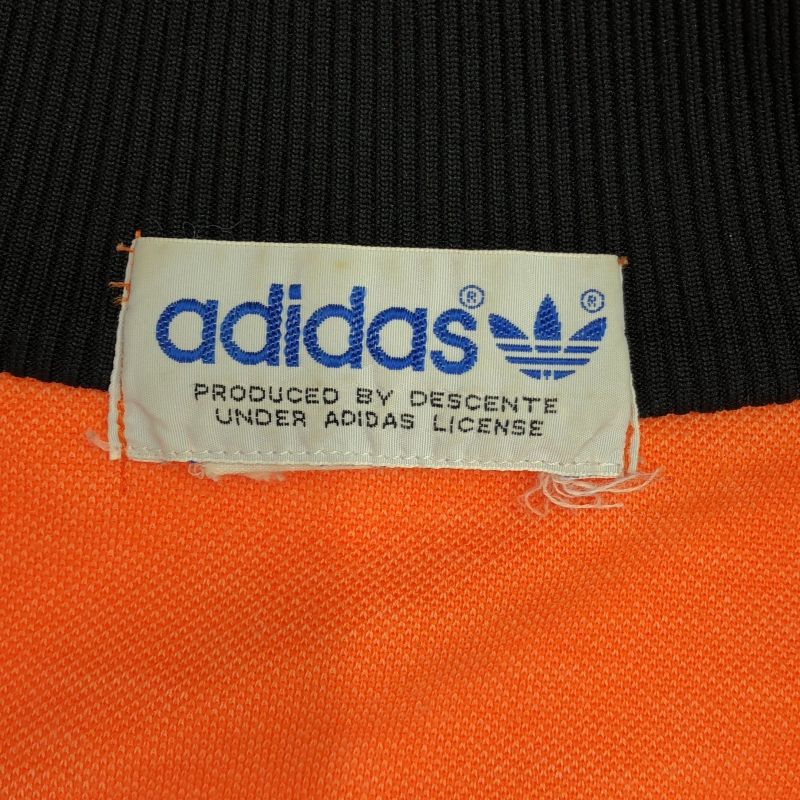 adidas® ®
PRODUCED BY DESCENTE
UNDER ADIDAS LICENSE